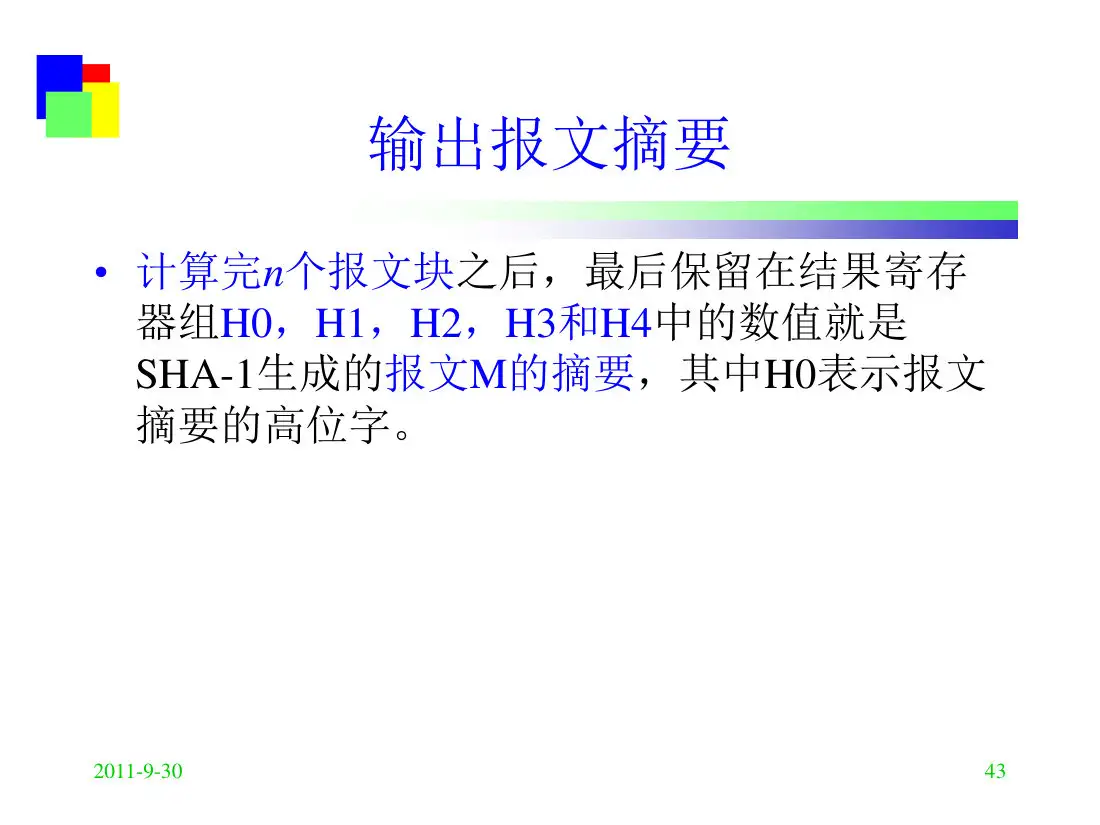 输出报文摘要
• 计算完n个报文块之后，最后保留在结果寄存
器组H0，H1，H2，H3和H4中的数值就是
SHA-1生成的报文M的摘要，其中H0表示报文
摘要的高位字。
2011-9-30
43